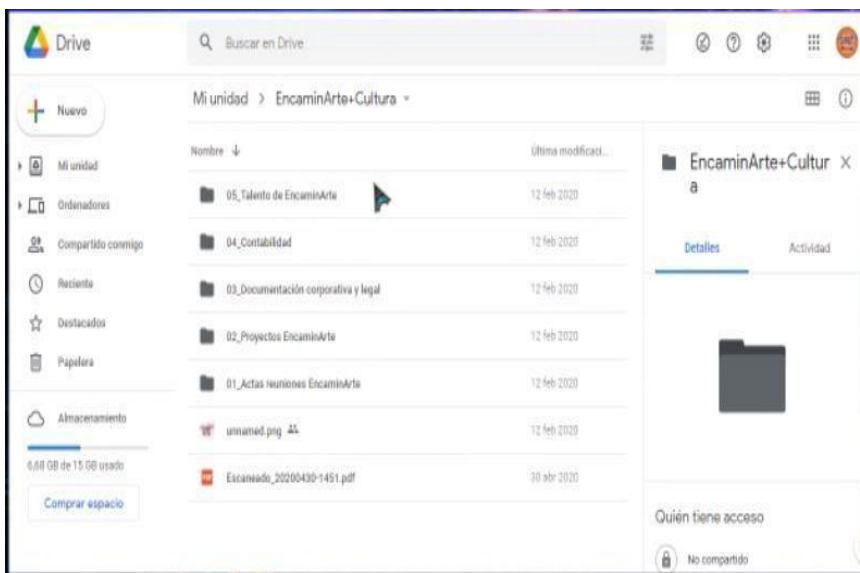 Drive
Buscar en Drive
Nuevo
Mi unidad
Ordenadores
Compartido conmigo
Reciente
Destacados
Papelera
Almacenamiento
6,68 GB de 15 GB usado
Comprar espacio
Mi unidad > EncaminArte+Cultura
Nombre
Última modificaci...
05_Talento de EncaminArte
12 feb 2020
04_Contabilidad
12 feb 2020
03_Documentación corporativa y legal
12 feb 2020
02_Proyectos EncaminArte
12 feb 2020
01_Actas reuniones EncaminArte
12 feb 2020
unnamed.png
12 feb 2020
Escaneado_20200430-1451.pdf
30 abr 2020
EncaminArte+Cultur
a
Detalles
Actividad
Quién tiene acceso
No compartido